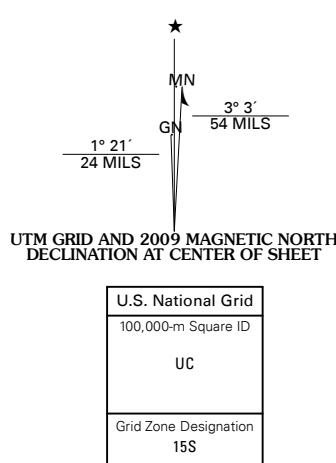 ★
MN
3° 3´
54 MILS
GN
1° 21´
24 MILS
UTM GRID AND 2009 MAGNETIC NORTH
DECLINATION AT CENTER OF SHEET
U.S. National Grid
100,000-m Square ID
UC
Grid Zone Designation
15S